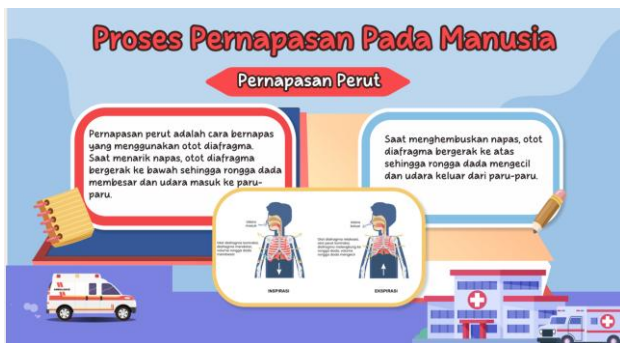 Proses Pernapasan Pada Manusia
Pernapasan Perut
Pernapasan perut adalah cara bernapas
yang menggunakan otot diafragma.
Saat menarik napas, otot diafragma
bergerak ke bawah sehingga rongga dada
membesar dan udara masuk ke paru-
paru.
Saat menghembuskan napas, otot
diafragma bergerak ke atas
sehingga rongga dada mengecil
dan udara keluar dari paru-paru.
INSPIRASI
EKSPIRASI